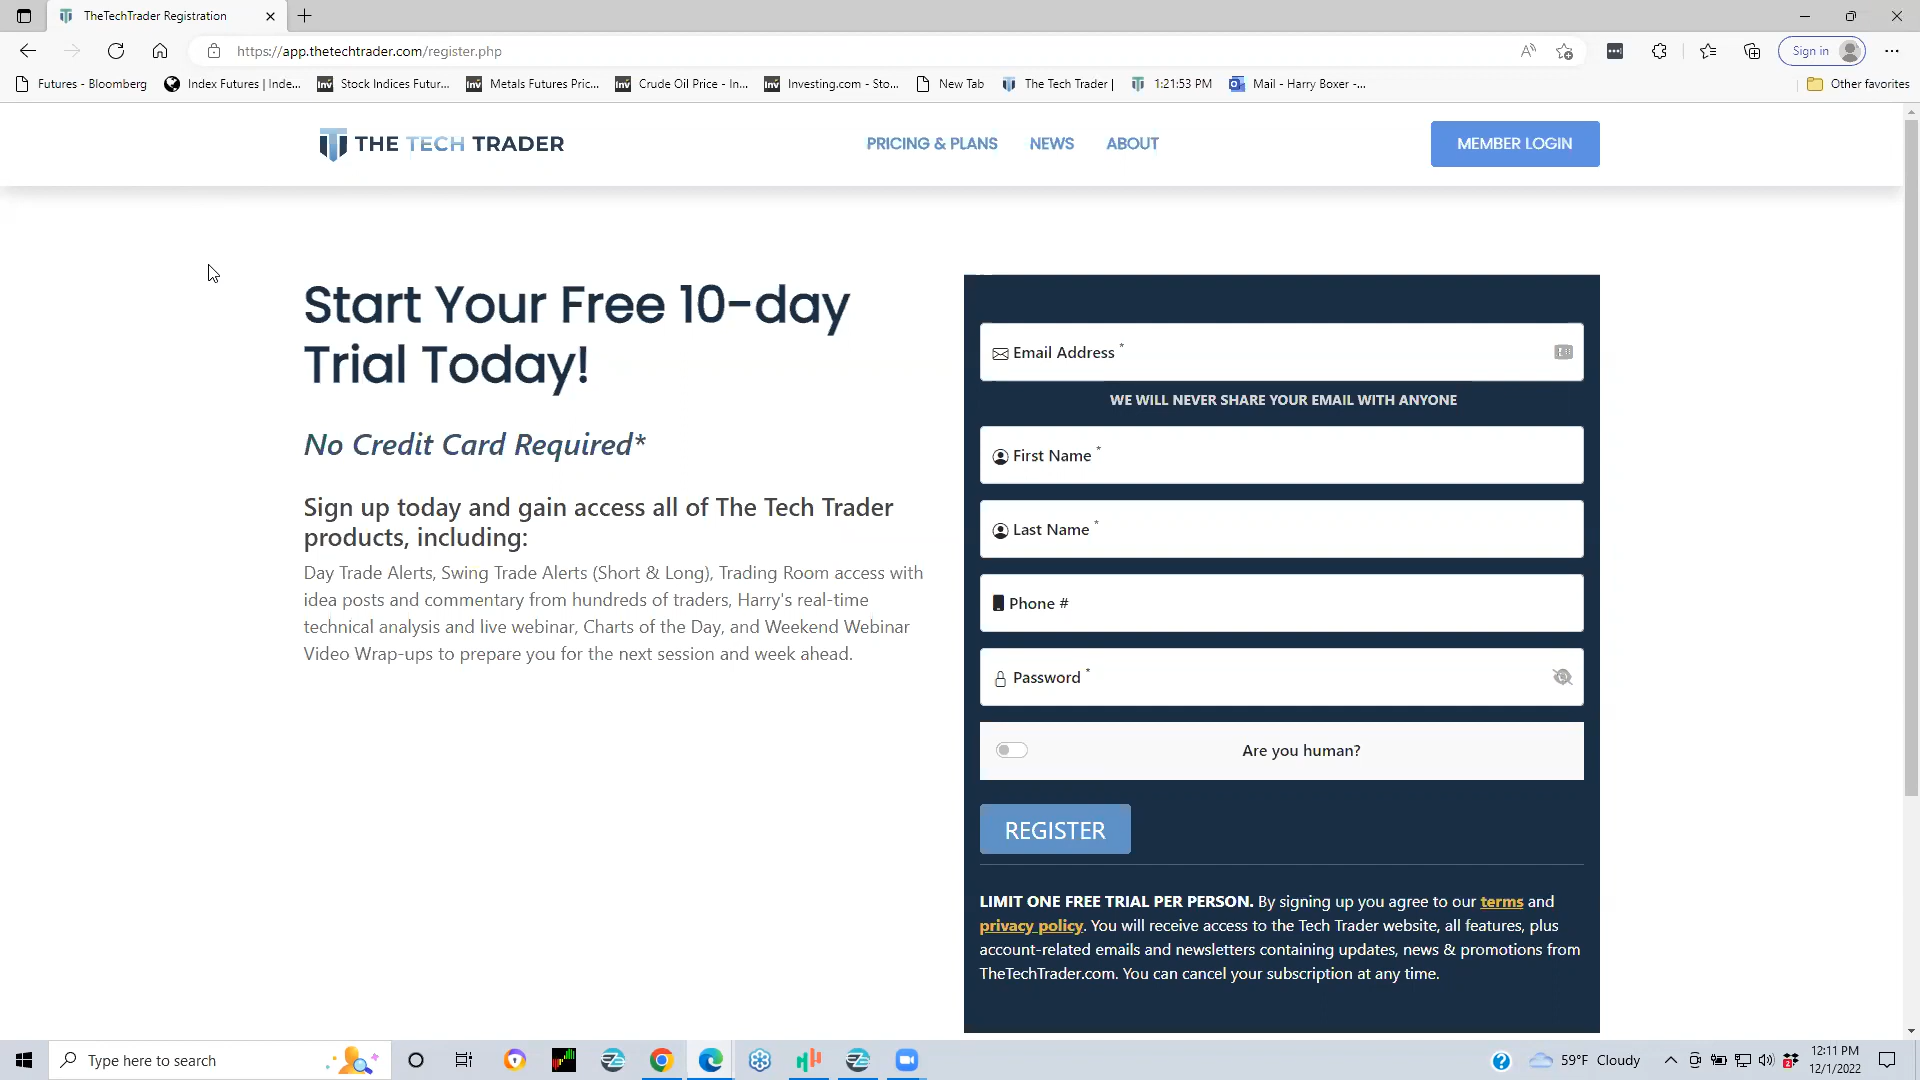 TheTechTrader Registration
https://app.thetechtrader.com/register.php
Sign in
Futures - Bloomberg
Index Futures | Inde...
Stock Indices Futur...
Metals Futures Pric...
Crude Oil Price - In...
Investing.com - Sto...
New Tab
The Tech Trader |
1:21:53 PM
Mail - Harry Boxer -...
Other favorites
THE TECH TRADER
PRICING & PLANS
NEWS
ABOUT
MEMBER LOGIN
Start Your Free 10-day
Trial Today!
No Credit Card Required*
Sign up today and gain access all of The Tech Trader
products, including:
Day Trade Alerts, Swing Trade Alerts (Short & Long), Trading Room access with
idea posts and commentary from hundreds of traders, Harry's real-time
technical analysis and live webinar, Charts of the Day, and Weekend Webinar
Video Wrap-ups to prepare you for the next session and week ahead.
Email Address *
WE WILL NEVER SHARE YOUR EMAIL WITH ANYONE
First Name *
Last Name *
Phone #
Password *
Are you human?
REGISTER
LIMIT ONE FREE TRIAL PER PERSON. By signing up you agree to our terms and
privacy policy. You will receive access to the Tech Trader website, all features, plus
account-related emails and newsletters containing updates, news & promotions from
TheTechTrader.com. You can cancel your subscription at any time.
Type here to search
59°F Cloudy
12:11 PM
12/1/2022